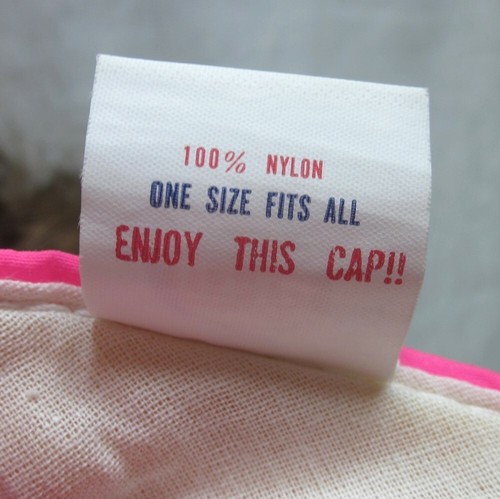 100% NYLON
ONE SIZE FITS ALL
ENJOY THIS CAP!!